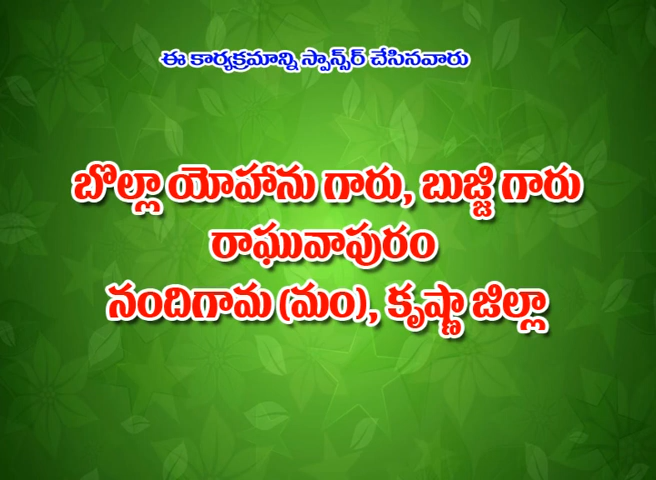 ఈ కార్యక్రమాన్ని స్పాన్సర్ చేసినవారు
బొల్లా యోహాను గారు, బుజ్జి గారు
రాఘువాపురం
నందిగామ (మం), కృష్ణా జిల్లా